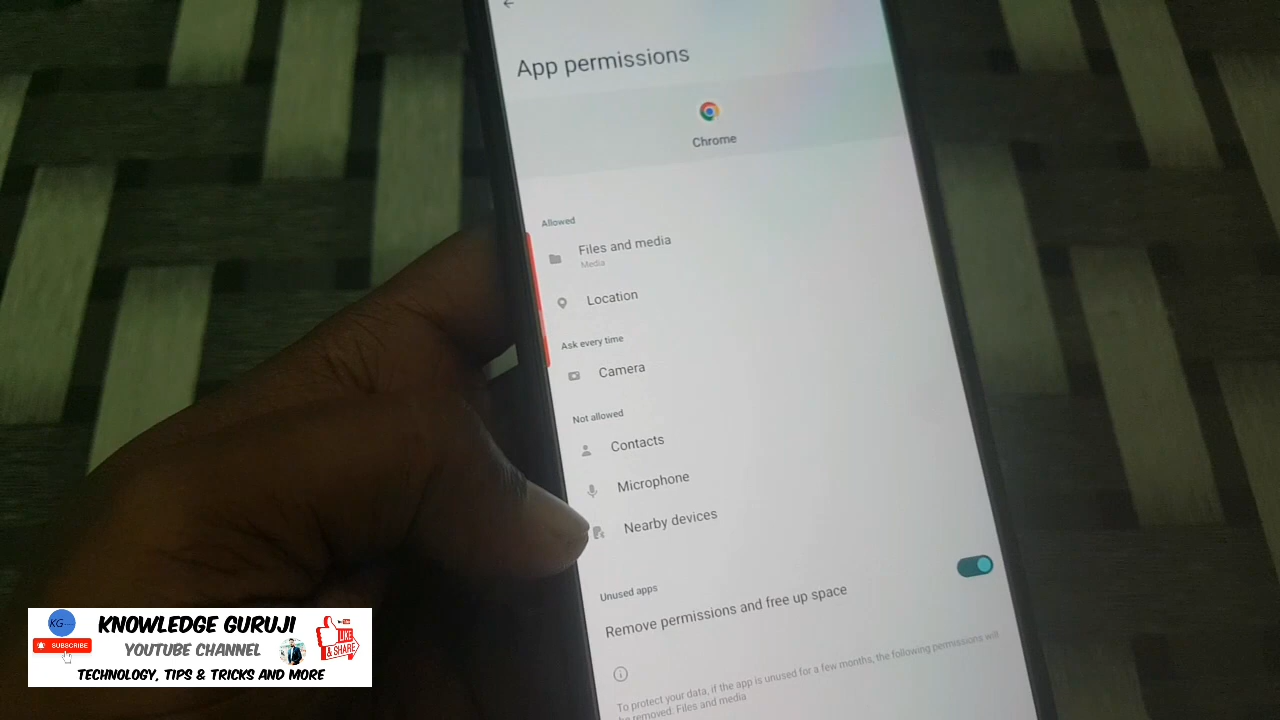 App permissions
Chrome
Allowed
Files and media
Media
Location
Ask every time
Camera
Not allowed
Contacts
Microphone
Nearby devices
Unused apps
Remove permissions and free up space
To protect your data, if the app is unused for a few months, the following permissions will
be removed: Files and media
KG
SUBSCRIBE
KNOWLEDGE GURUJI
YOUTUBE CHANNEL
LIKE
& SHARE
TECHNOLOGY, TIPS & TRICKS AND MORE